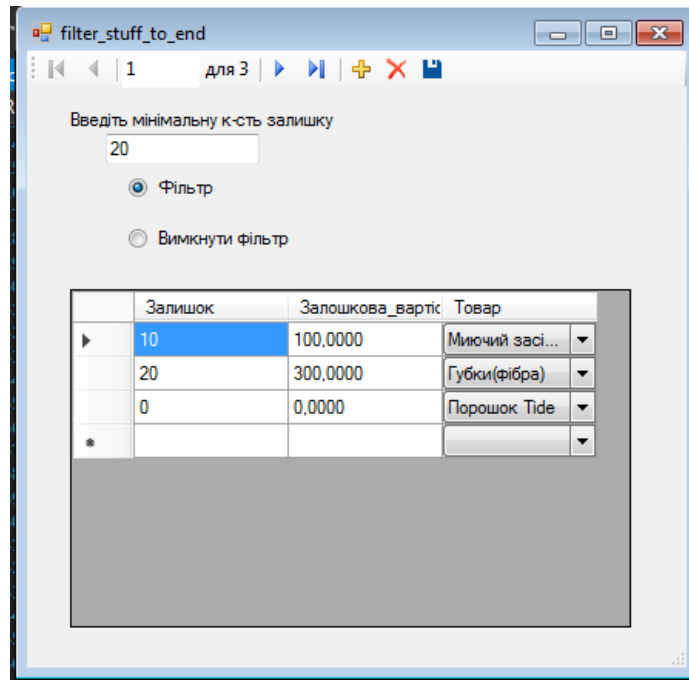 filter_stuff_to_end
1 для 3
Введіть мінімальну к-сть залишку
20
Фільтр
Вимкнути фільтр
Залишок Залошкова_вартіс Товар
10 100,0000 Миючий засі...
20 300,0000 Губки(фібра)
0 0,0000 Порошок Tide